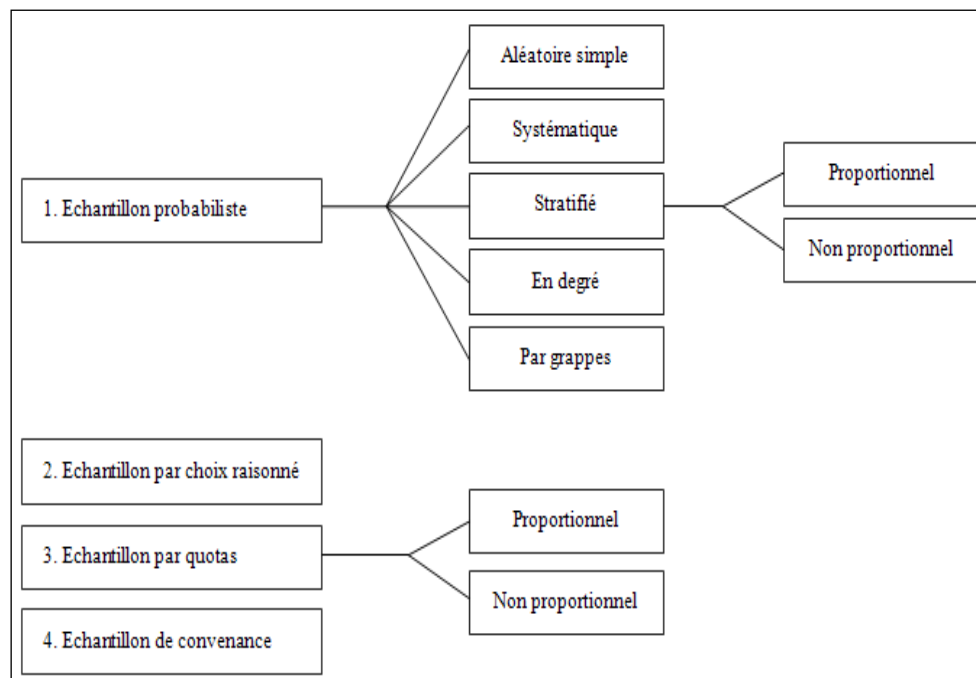 1. Echantillon probabiliste
Aléatoire simple
Systématique
Stratifié
En degré
Par grappes
Proportionnel
Non proportionnel
2. Echantillon par choix raisonné
3. Echantillon par quotas
Proportionnel
Non proportionnel
4. Echantillon de convenance